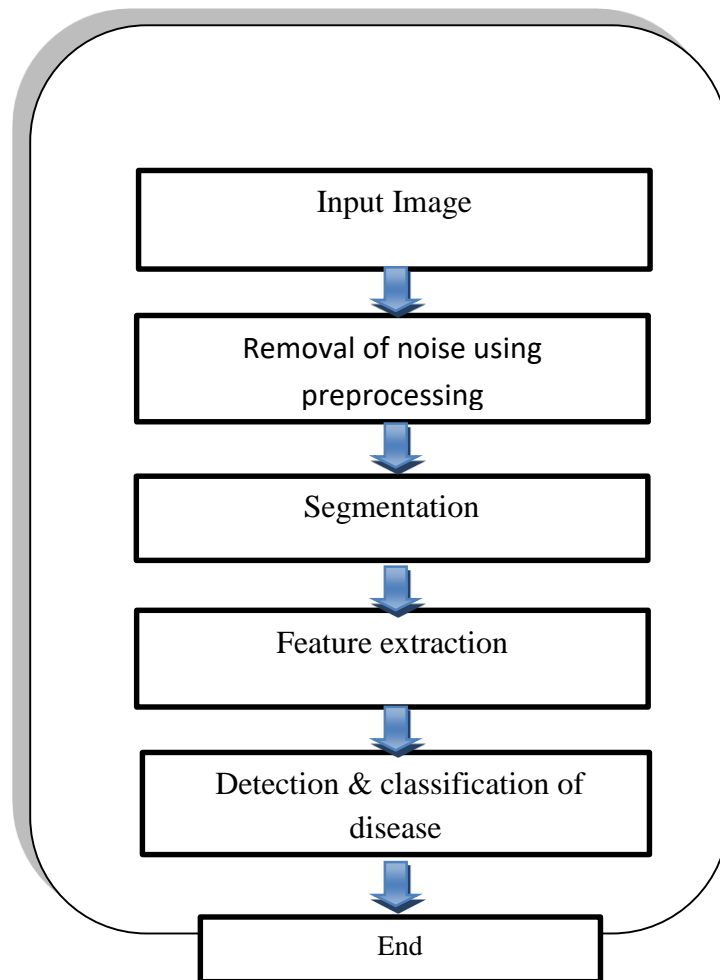 Input Image
Removal of noise using
preprocessing
Segmentation
Feature extraction
Detection & classification of
disease
End